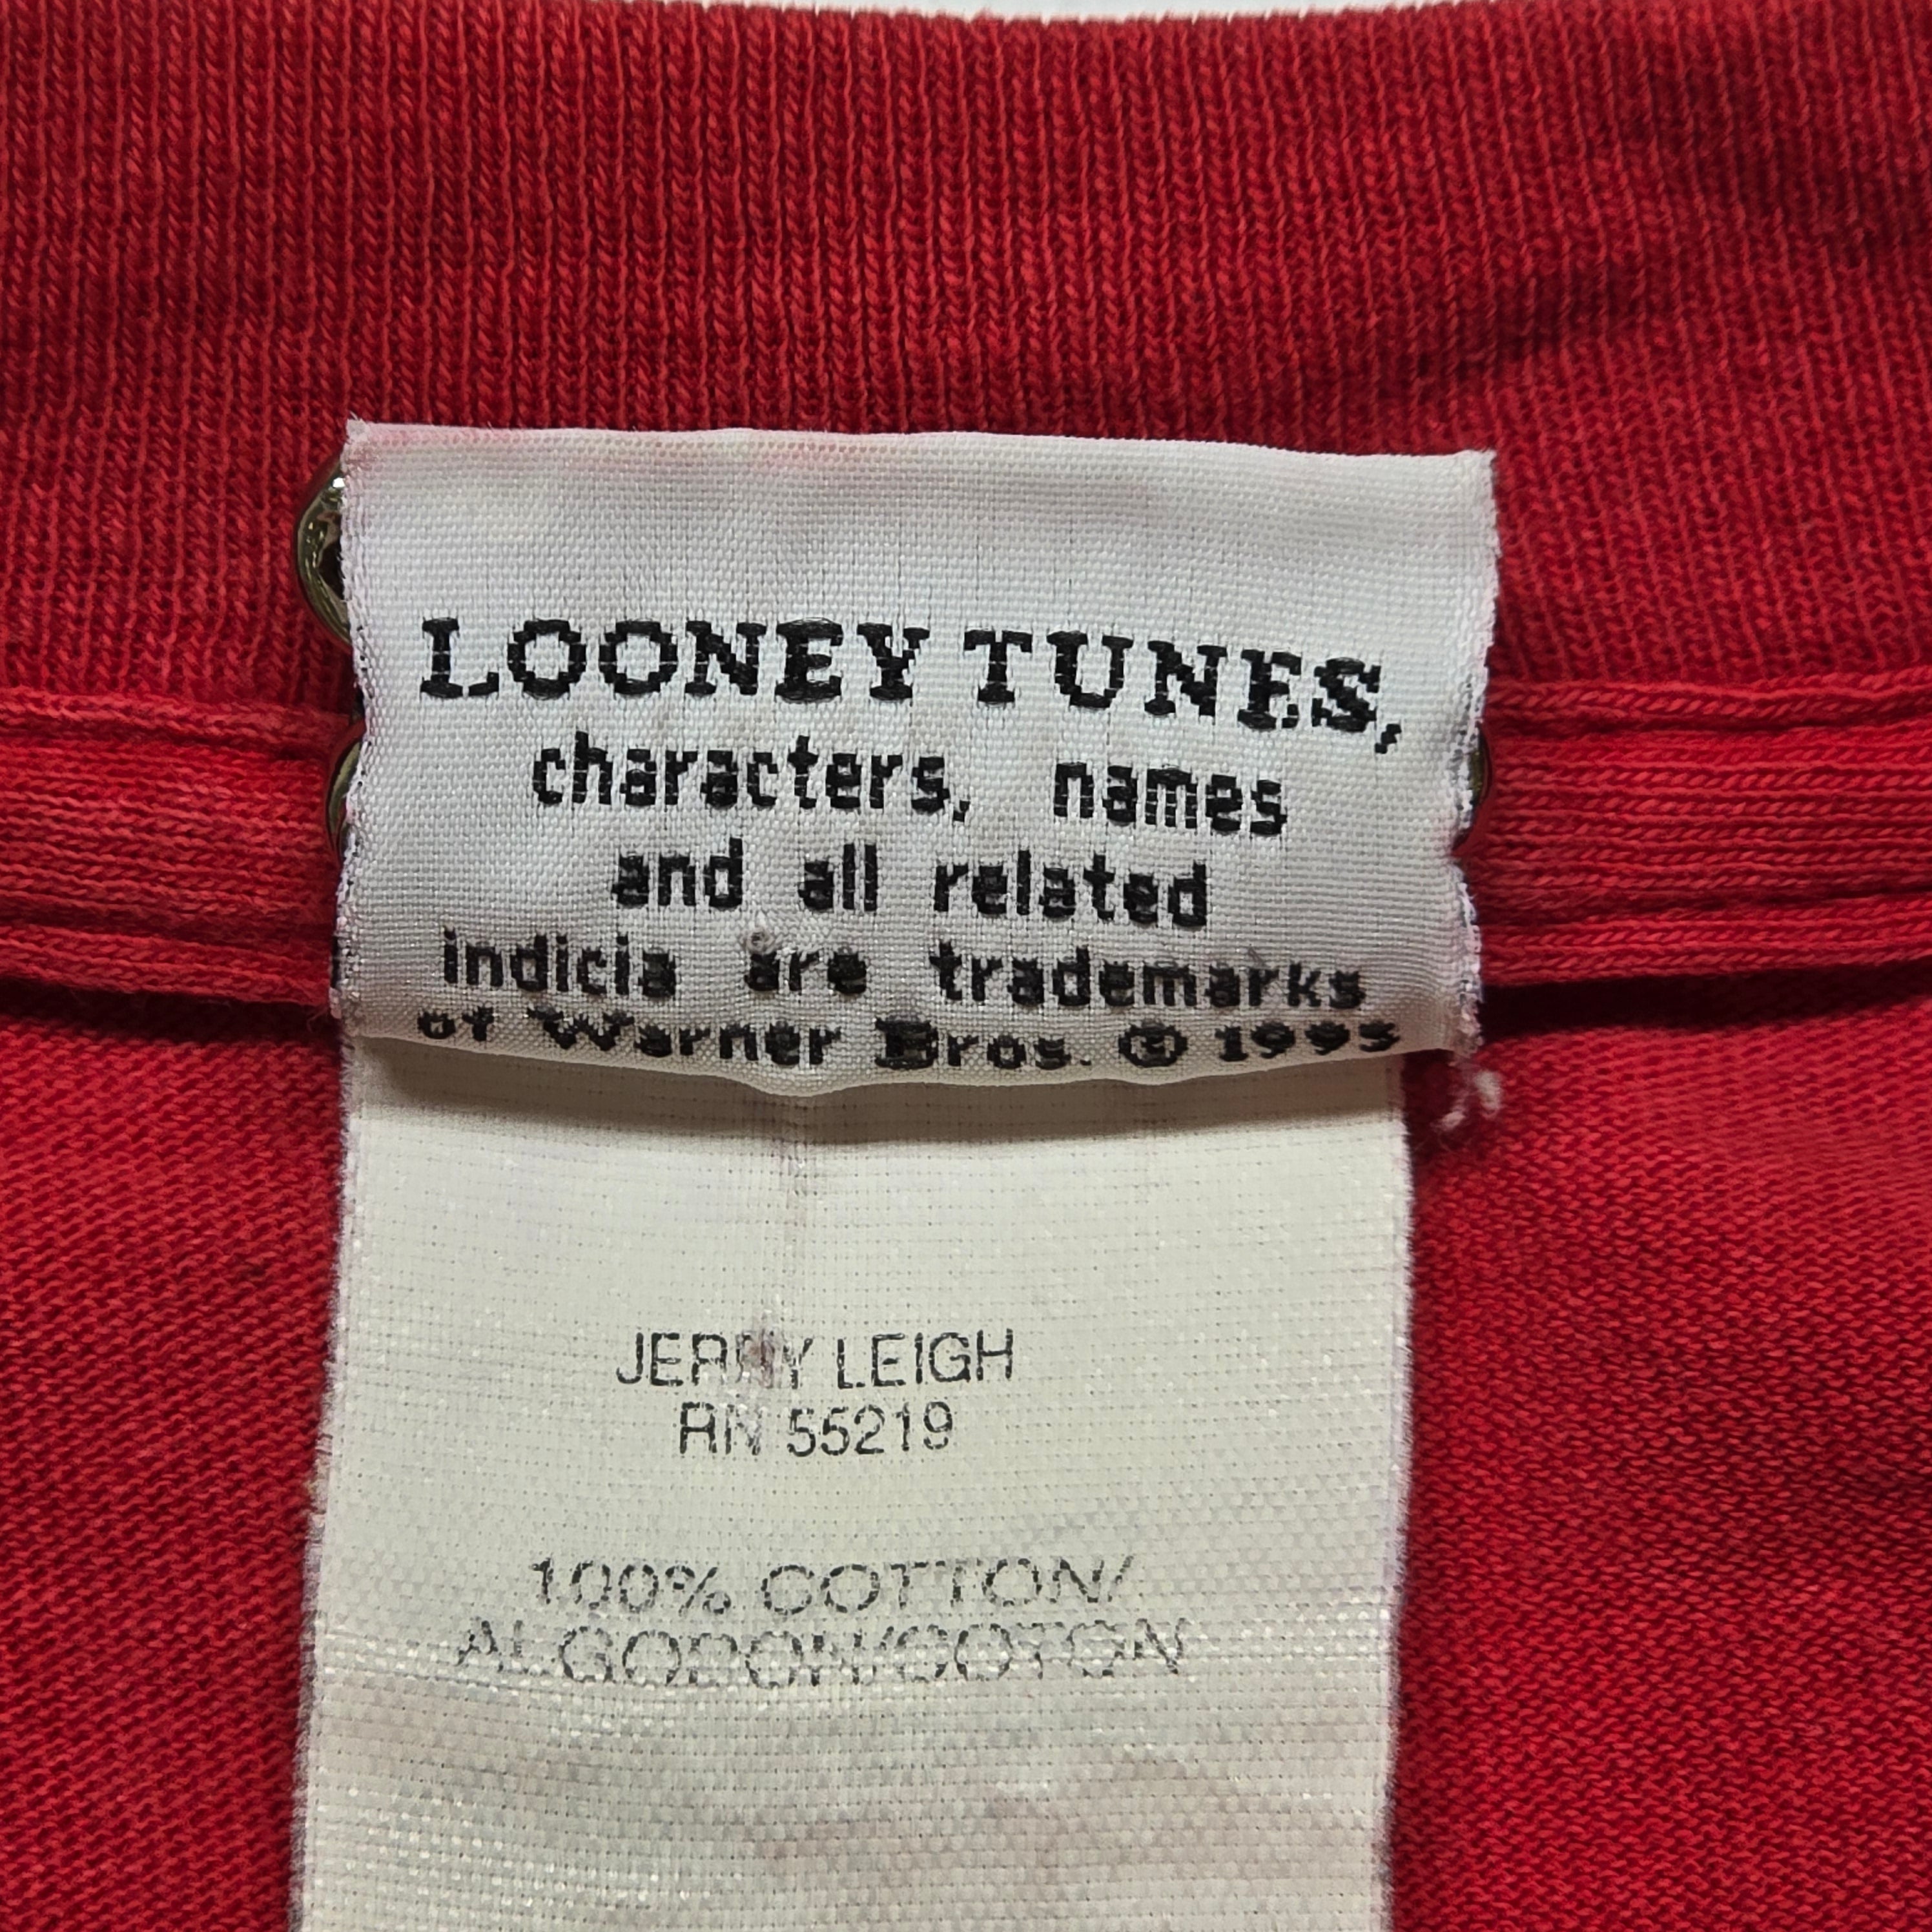 LOONEY TUNES,
characters, names
and all related
indicia are trademarks
of Warner Bros. © 1995
JERRY LEIGH
RN 55219
100% COTTON/
ALGODON/COTON